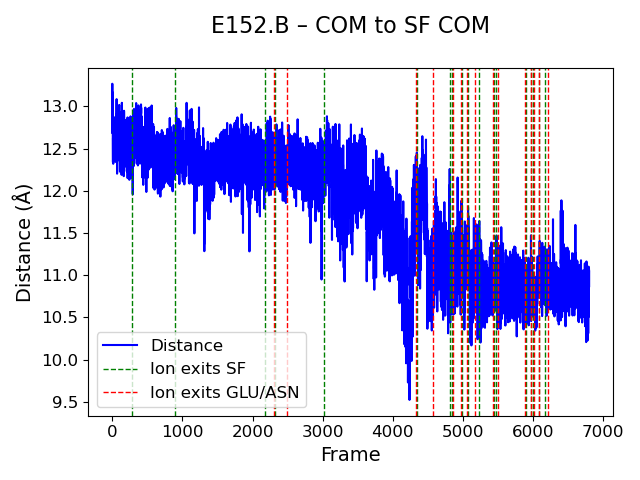 E152.B – COM to SF COM
Distance (Å)
13.0
12.5
12.0
11.5
11.0
10.5
10.0
9.5
Distance
Ion exits SF
Ion exits GLU/ASN
0 1000 2000 3000 4000 5000 6000 7000
Frame